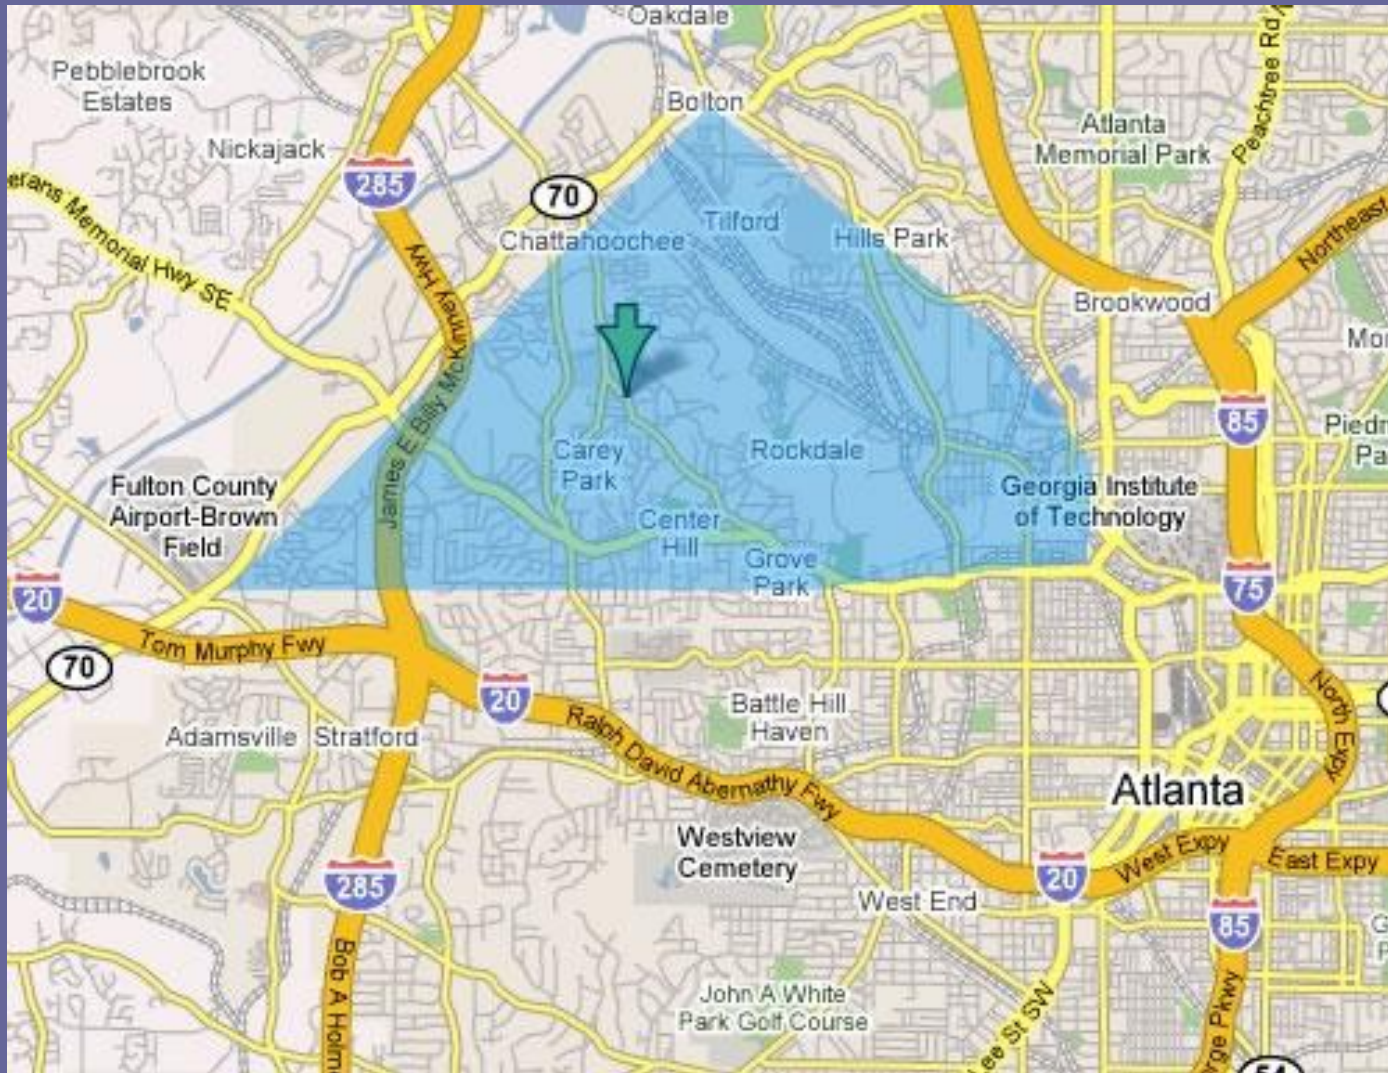 Oakdale
Pebblebrook
Estates
Bolton
Nickajack
Atlanta
Memorial Park
Peachtree Rd
285
70
Memorial Hwy SE
Tilford
Chattahoochee
Hills Park
Northeast
Brookwood
James E Billy McKinney Hwy
85
Carey
Park
Rockdale
Fulton County
Airport-Brown
Field
Georgia Institute
of Technology
Center
Hill
Grove
Park
20
75
Tom Murphy Fwy
70
20
North Expy
Battle Hill
Haven
Adamsville
Stratford
Ralph David Abernathy Fwy
Atlanta
Westview
Cemetery
West Expy
East Expy
285
20
West End
85
Bob A
John A White
Park Golf Course
Lee St SW
Pkwy
54